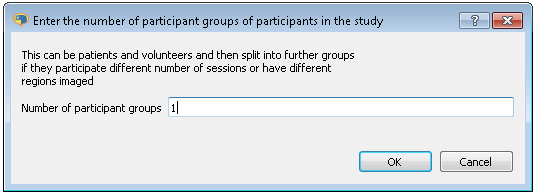 Enter the number of participant groups of participants in the study
This can be patients and volunteers and then split into further groups
if they participate different number of sessions or have different
regions imaged
Number of participant groups 1
OK Cancel